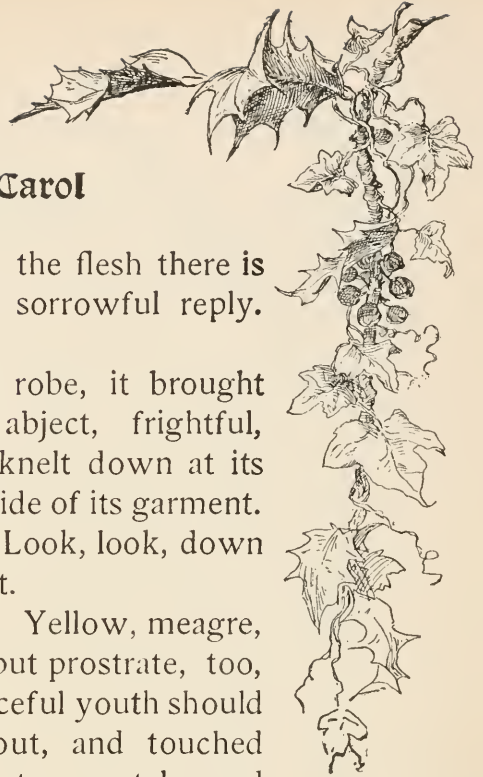 Carol
the flesh there is
sorrowful reply.
robe, it brought
abject, frightful,
knelt down at its
ide of its garment.
Look, look, down
t.
Yellow, meagre,
out prostrate, too,
ceful youth should
out, and touched